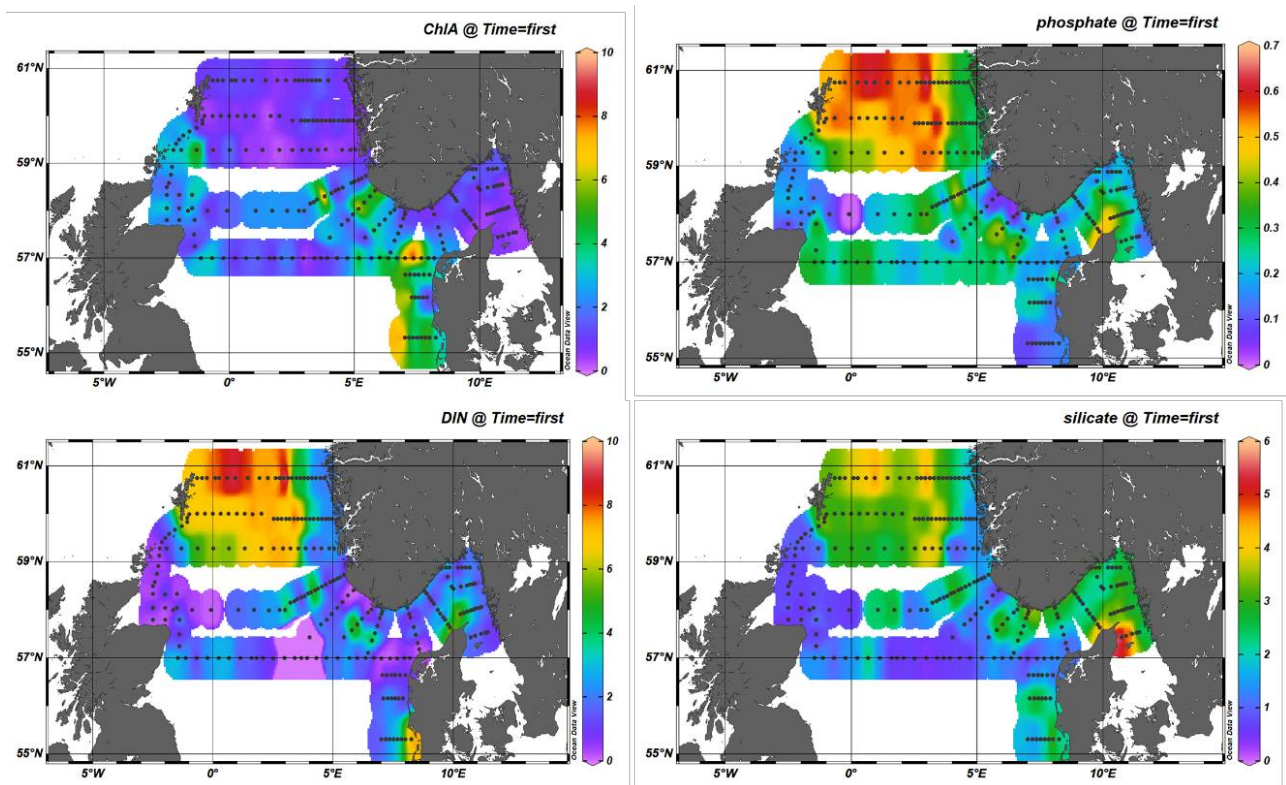 ChlA @ Time=first
61°N
59°N
57°N
55°N
5°W
0°
5°E
10°E
10
8
6
4
2
0
Ocean Data View
phosphate @ Time=first
61°N
59°N
57°N
55°N
5°W
0°
5°E
10°E
0.7
0.6
0.5
0.4
0.3
0.2
0.1
0
Ocean Data View
DIN @ Time=first
61°N
59°N
57°N
55°N
5°W
0°
5°E
10°E
10
8
6
4
2
0
Ocean Data View
silicate @ Time=first
61°N
59°N
57°N
55°N
5°W
0°
5°E
10°E
6
5
4
3
2
1
0
Ocean Data View